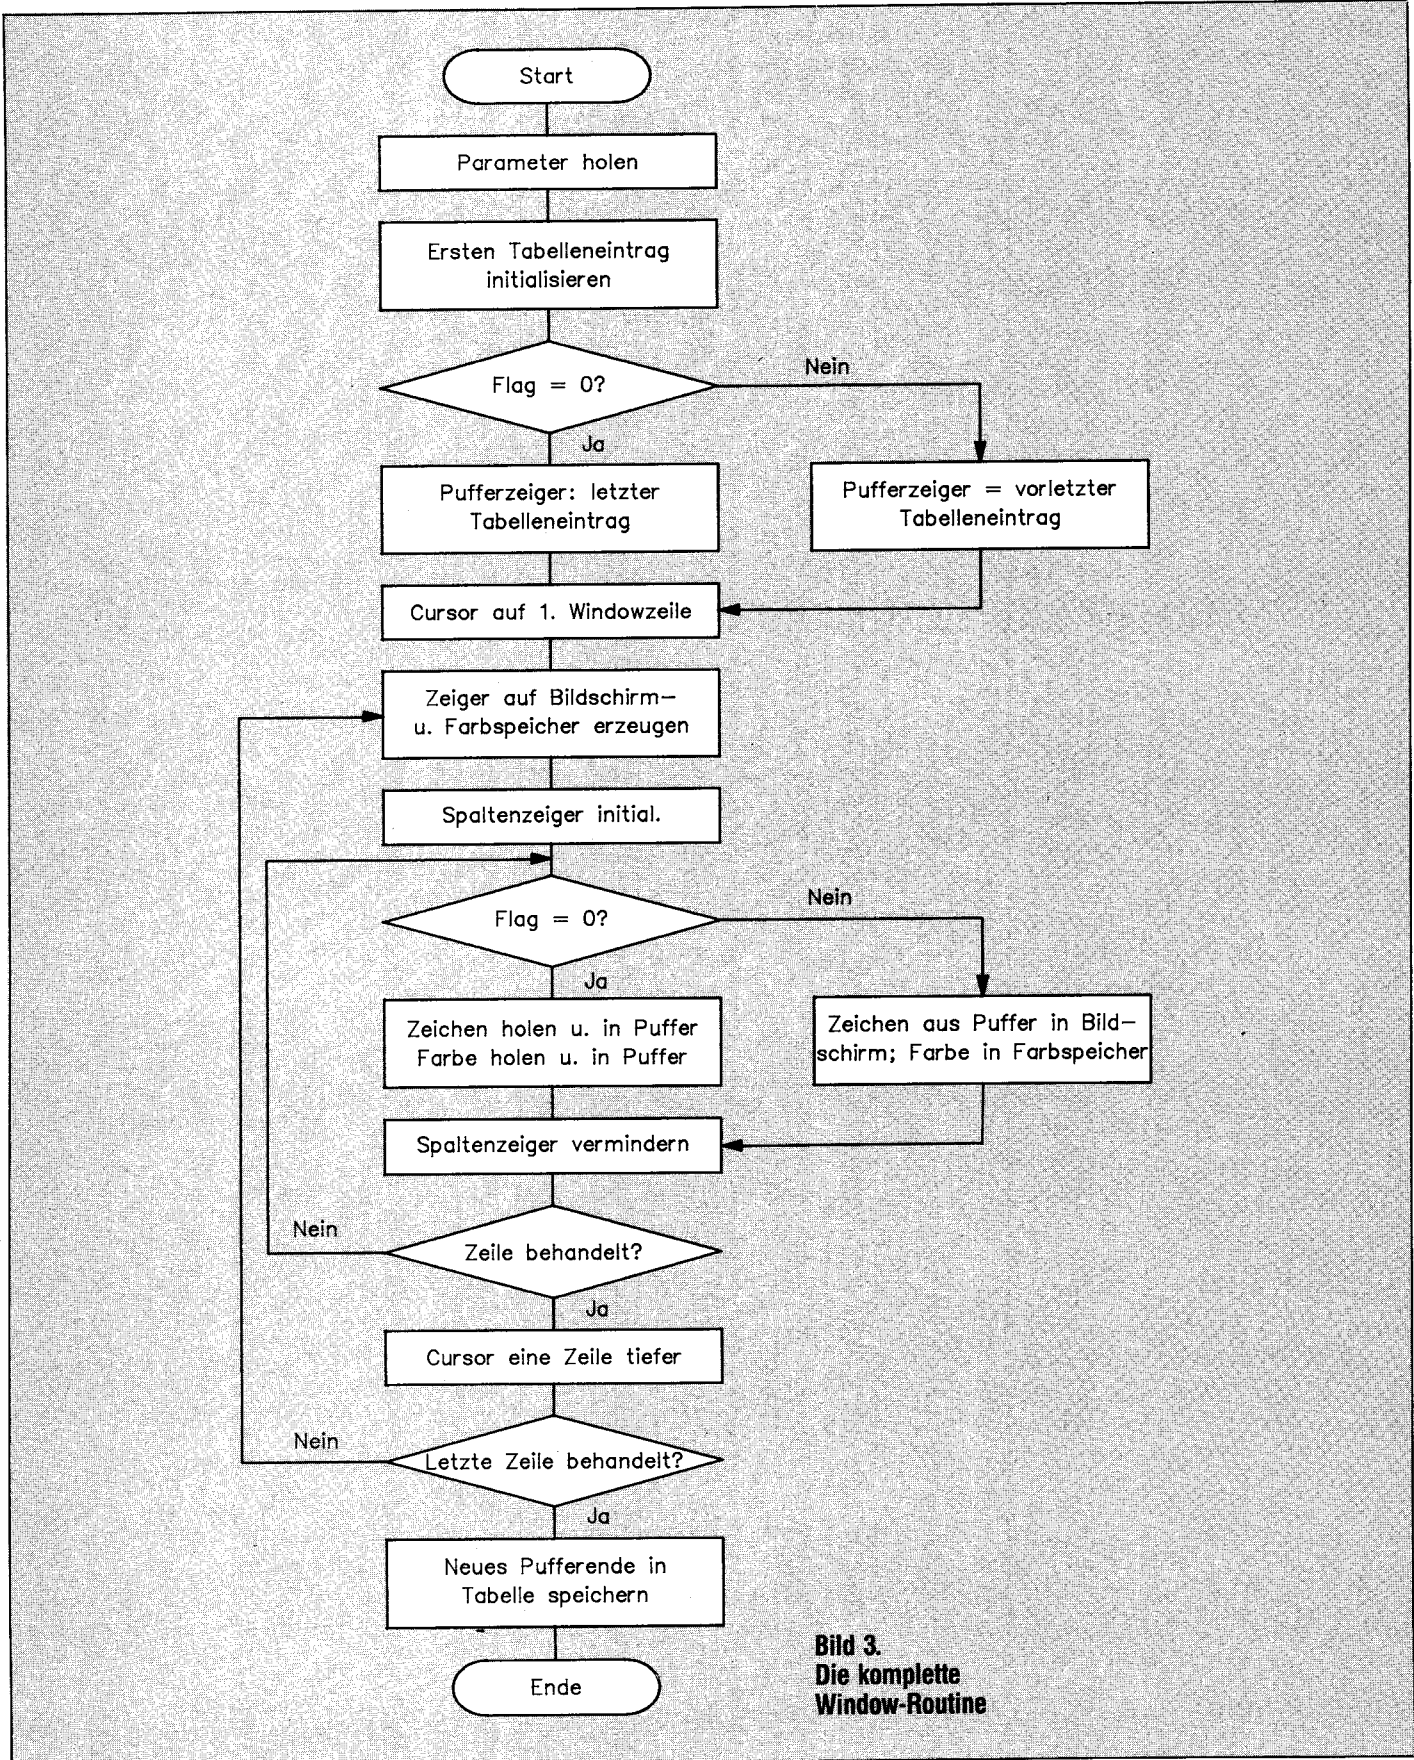 Start
Parameter holen
Ersten Tabelleneintrag
initialisieren
Flag = 0?
Nein
Ja
Pufferzeiger: letzter
Tabelleneintrag
Pufferzeiger = vorletzter
Tabelleneintrag
Cursor auf 1. Windowzeile
Zeiger auf Bildschirm–
u. Farbspeicher erzeugen
Spaltenzeiger initial.
Flag = 0?
Nein
Ja
Zeichen holen u. in Puffer
Farbe holen u. in Puffer
Zeichen aus Puffer in Bild–
schirm; Farbe in Farbspeicher
Spaltenzeiger vermindern
Nein
Zeile behandelt?
Ja
Cursor eine Zeile tiefer
Nein
Letzte Zeile behandelt?
Ja
Neues Pufferende in
Tabelle speichern
Ende
Bild 3.
Die komplette
Window-Routine